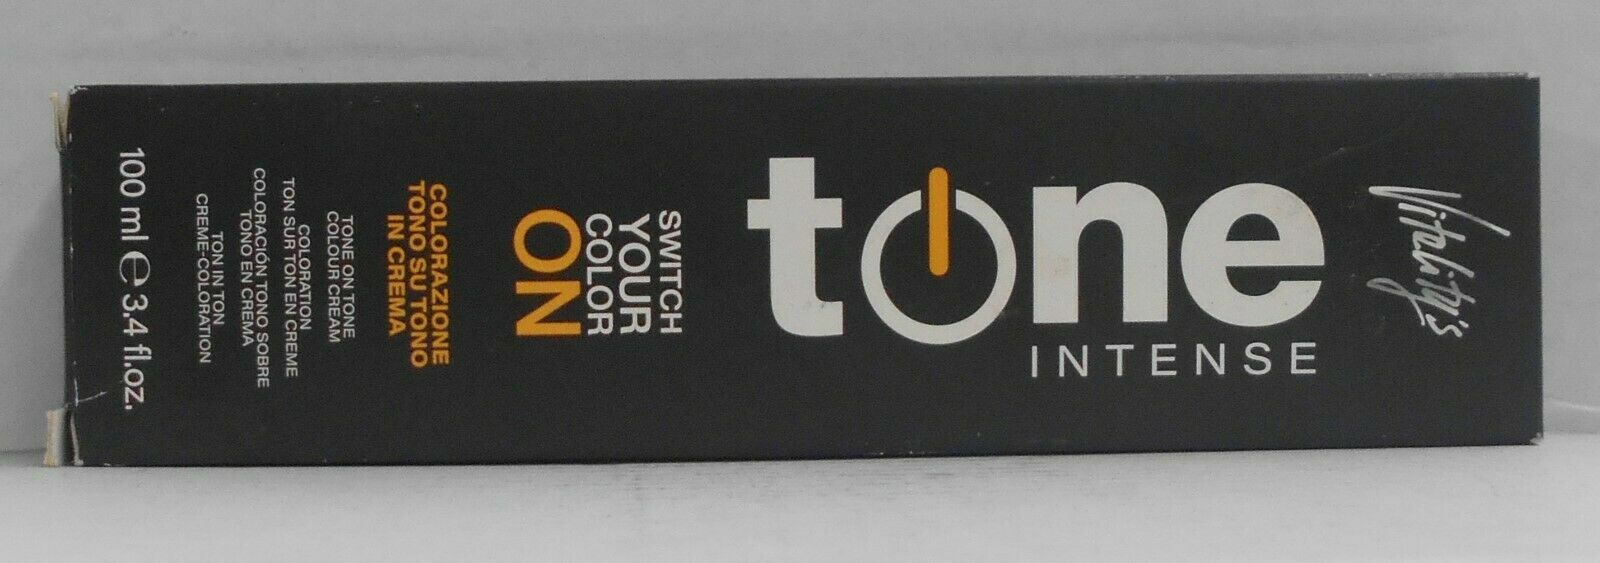 Vitality's
tone
INTENSE
SWITCH
YOUR
COLOR
ON
COLORAZIONE
TONO SU TONO
IN CREMA
TONE ON TONE
COLOUR CREAM
COLORATION
TON SUR TON EN CREME
COLORACIÓN TONO SOBRE
TONO EN CREMA
TON IN TON
CREME-COLORATION
100 ml ℮ 3.4 fl.oz.